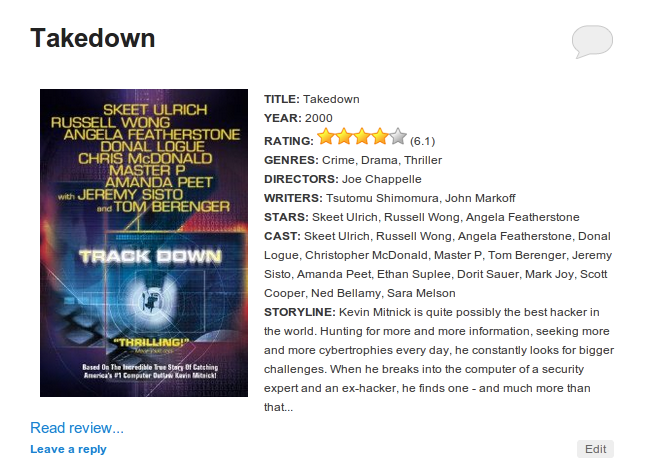 Takedown
SKEET ULRICH
RUSSELL WONG
ANGELA FEATHERSTONE
DONAL LOGUE
CHRIS McDONALD
MASTER P
AMANDA PEET
with JEREMY SISTO
and TOM BERENGER
TRACK DOWN
"THRILLING!"
Based On The Incredible True Story Of Catching
America's #1 Computer Outlaw Kevin Mitnick!
TITLE: Takedown
YEAR: 2000
RATING: (6.1)
GENRES: Crime, Drama, Thriller
DIRECTORS: Joe Chappelle
WRITERS: Tsutomu Shimomura, John Markoff
STARS: Skeet Ulrich, Russell Wong, Angela Featherstone
CAST: Skeet Ulrich, Russell Wong, Angela Featherstone, Donal
Logue, Christopher McDonald, Master P, Tom Berenger, Jeremy
Sisto, Amanda Peet, Ethan Suplee, Dorit Sauer, Mark Joy, Scott
Cooper, Ned Bellamy, Sara Melson
STORYLINE: Kevin Mitnick is quite possibly the best hacker in
the world. Hunting for more and more information, seeking more
and more cybertrophies every day, he constantly looks for bigger
challenges. When he breaks into the computer of a security
expert and an ex-hacker, he finds one - and much more than
that...
Read review...
Leave a reply
Edit